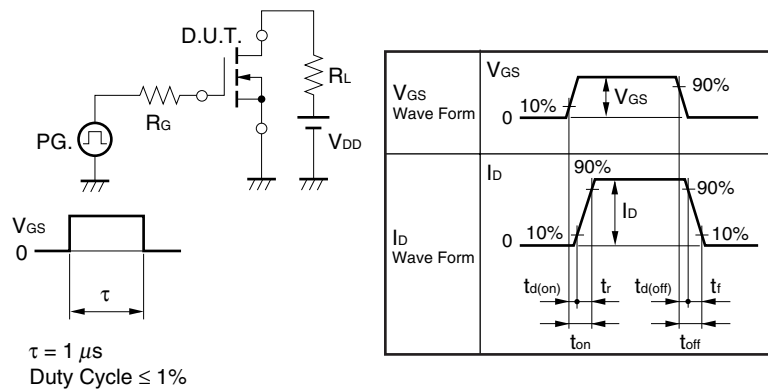 D.U.T.
RL
RG
PG.
VDD
VGS
0
τ
τ = 1 μs
Duty Cycle ≤ 1%
VGS
Wave Form
VGS
10%
0
VGS
90%
ID
Wave Form
ID
90%
90%
ID
10%
0
10%
td(on)
tr
td(off)
tf
ton
toff